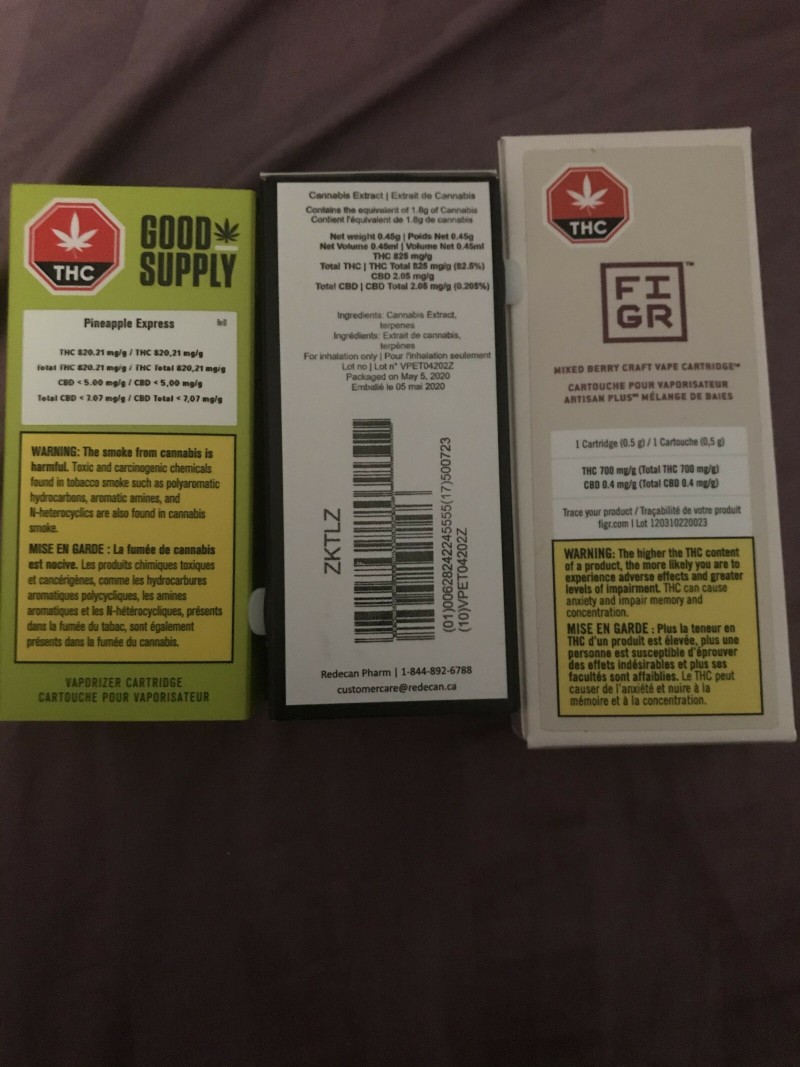 THC
GOOD
SUPPLY
Pineapple Express
THC 820.21 mg/g / THC 820,21 mg/g
Total THC 820.21 mg/g / THC Total 820,21 mg/g
CBD < 5.00 mg/g / CBD < 5,00 mg/g
Total CBD < 7.07 mg/g / CBD Total < 7,07 mg/g
WARNING: The smoke from cannabis is
harmful. Toxic and carcinogenic chemicals
found in tobacco smoke such as polyaromatic
hydrocarbons, aromatic amines, and
N-heterocyclics are also found in cannabis
smoke.
MISE EN GARDE : La fumée de cannabis
est nocive. Les produits chimiques toxiques
et cancérigènes, comme les hydrocarbures
aromatiques polycycliques, les amines
aromatiques et les N-hétérocycliques, présents
dans la fumée du tabac, sont également
présents dans la fumée du cannabis.
VAPORIZER CARTRIDGE
CARTOUCHE POUR VAPORISATEUR
Cannabis Extract | Extrait de Cannabis
Contains the equivalent of 1.8g of Cannabis
Contient l'équivalent de 1.8g de cannabis
Net weight 0.45g | Poids Net 0.45g
Net Volume 0.45ml | Volume Net 0.45ml
THC 825 mg/g
Total THC | THC Total 825 mg/g (82.5%)
CBD 2.05 mg/g
Total CBD | CBD Total 2.05 mg/g (0.205%)
Ingredients: Cannabis Extract,
terpenes
Ingrédients: Extrait de cannabis,
terpènes
For inhalation only | Pour l'inhalation seulement
Lot no | Lot n° VPET04202Z
Packaged on May 5, 2020
Emballé le 05 mai 2020
ZKTLZ
(01)00628242245555(17)500723
(10)VPET04202Z
Redecan Pharm | 1-844-892-6788
customercare@redecan.ca
THC
FI
GR™
MIXED BERRY CRAFT VAPE CARTRIDGE™
CARTOUCHE POUR VAPORISATEUR
ARTISAN PLUS™ MÉLANGE DE BAIES
1 Cartridge (0.5 g) / 1 Cartouche (0,5 g)
THC 700 mg/g (Total THC 700 mg/g)
CBD 0.4 mg/g (Total CBD 0.4 mg/g)
Trace your product / Traçabilité de votre produit
figr.com | Lot 120310220023
WARNING: The higher the THC content
of a product, the more likely you are to
experience adverse effects and greater
levels of impairment. THC can cause
anxiety and impair memory and
concentration.
MISE EN GARDE : Plus la teneur en
THC d'un produit est élevée, plus une
personne est susceptible d'éprouver
des effets indésirables et plus ses
facultés sont affaiblies. Le THC peut
causer de l'anxiété et nuire à la
mémoire et à la concentration.